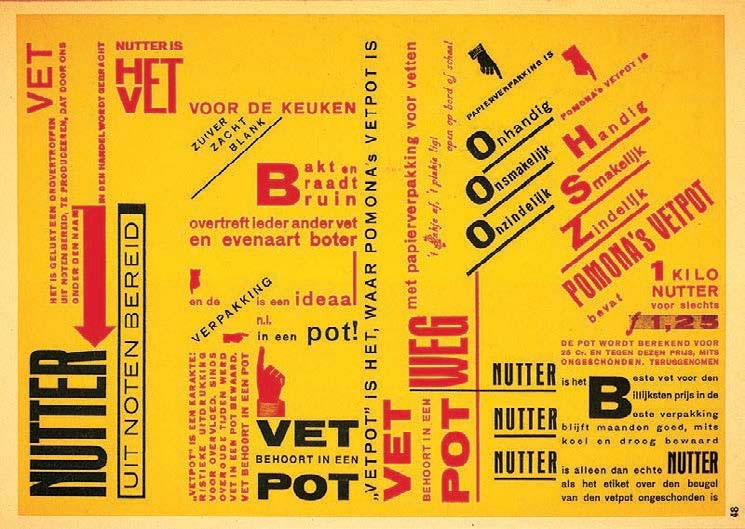 HET IS GELUKT EEN ONOVERTROFFEN
VET
UIT NOTEN BEREID, TE PRODUCEEREN, DAT DOOR ONS
ONDER DEN NAAM
IN DEN HANDEL WORDT GEBRACHT
NUTTER
UIT NOTEN BEREID
NUTTER IS
HET
VET
VOOR DE KEUKEN
ZUIVER
ZACHT
BLANK
Bakt en
Braadt
Bruin
overtreft ieder ander vet
en evenaart boter
en de
VERPAKKING
is een ideaal
n.l.
in een pot!
„VETPOT” IS EEN KARAKTE:
RISTIEKE UITDRUKKING
VOOR OVERVLOED. SINDS
OVEROUDE TIJDEN WERD
VET IN EEN POT BEWAARD.
VET BEHOORT IN EEN POT
VET
BEHOORT IN EEN
POT
„VETPOT” IS HET, WAAR POMONA's VETPOT IS
WEG
met papierverpakking voor vetten
't plakje af, 't plakje ligt
open op bord of schaal
VET
BEHOORT IN EEN
POT
PAPIERVERPAKKING IS
Onhandig
Onsmakelijk
Onzindelijk
POMONA's VETPOT IS
Handig
Smakelijk
Zindelijk
POMONA'S VETPOT
bevat
1 KILO
NUTTER
voor slechts
ƒ 1,25
DE POT WORDT BEREKEND VOOR
25 Cr. EN TEGEN DEZEN PRIJS, MITS
ONGESCHONDEN. TERUGGENOMEN
NUTTER is het Beste vet voor den
Billijksten prijs in de
NUTTER Beste verpakking
blijft maanden goed, mits
koel en droog bewaard
NUTTER is alleen dan echte NUTTER
als het etiket over den beugel
van den vetpot ongeschonden is
48